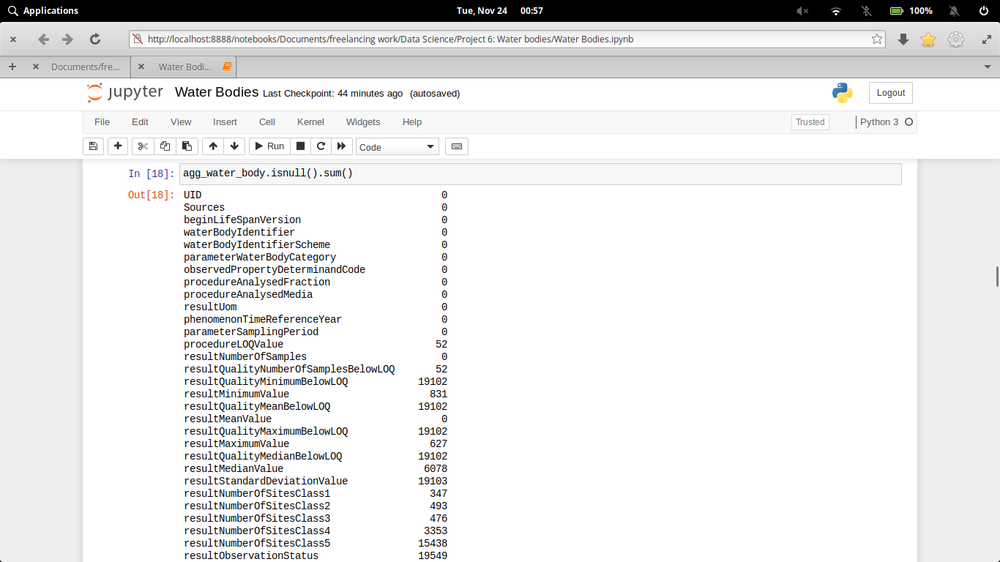 Applications Tue, Nov 24 00:57 100%
http://localhost:8888/notebooks/Documents/freelancing work/Data Science/Project 6: Water bodies/Water Bodies.ipynb
Documents/fre... Water Bodi...
jupyter Water Bodies Last Checkpoint: 44 minutes ago (autosaved) Logout
File Edit View Insert Cell Kernel Widgets Help Trusted Python 3
Run Code
In [18]: agg_water_body.isnull().sum()
Out[18]: UID 0
Sources 0
beginLifeSpanVersion 0
waterBodyIdentifier 0
waterBodyIdentifierScheme 0
parameterWaterBodyCategory 0
observedPropertyDeterminandCode 0
procedureAnalysedFraction 0
procedureAnalysedMedia 0
resultUom 0
phenomenonTimeReferenceYear 0
parameterSamplingPeriod 0
procedureLOQValue 52
resultNumberOfSamples 0
resultQualityNumberOfSamplesBelowLOQ 52
resultQualityMinimumBelowLOQ 19102
resultMinimumValue 831
resultQualityMeanBelowLOQ 19102
resultMeanValue 0
resultQualityMaximumBelowLOQ 19102
resultMaximumValue 627
resultQualityMedianBelowLOQ 19102
resultMedianValue 6078
resultStandardDeviationValue 19103
resultNumberOfSitesClass1 347
resultNumberOfSitesClass2 493
resultNumberOfSitesClass3 476
resultNumberOfSitesClass4 3353
resultNumberOfSitesClass5 15438
resultObservationStatus 19549